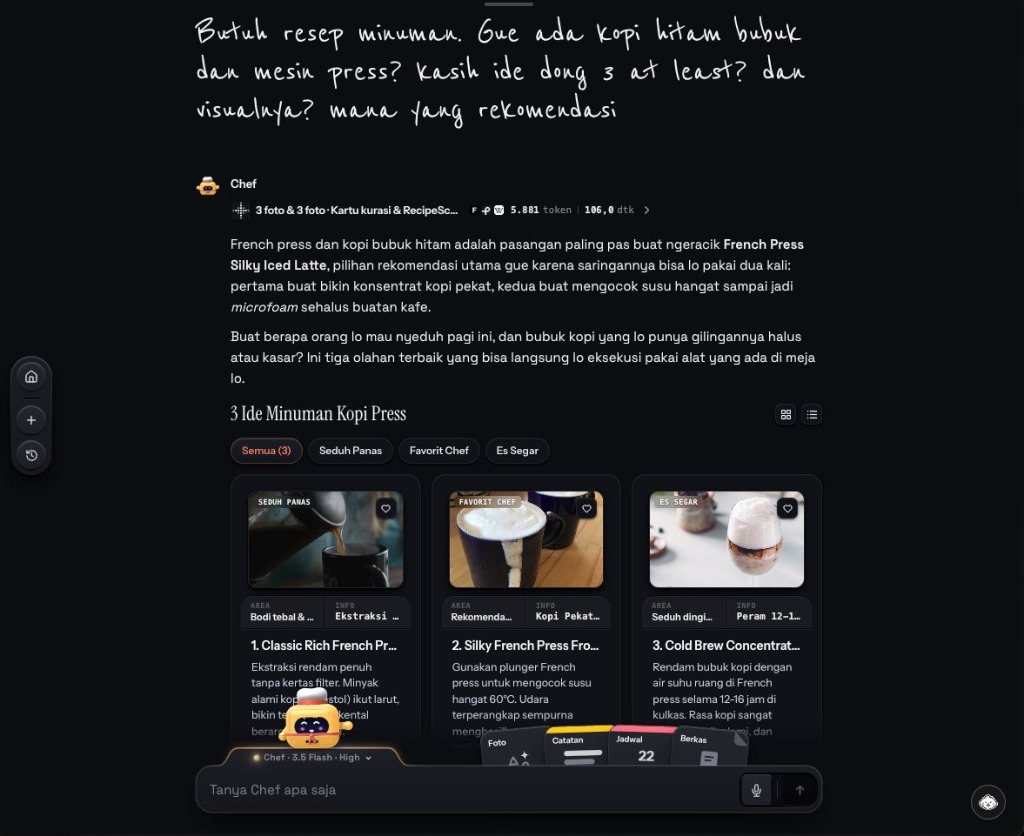 Butuh resep minuman. Gue ada kopi hitam bubuk
dan mesin press? kasih ide dong 3 at least? dan
visualnya? mana yang rekomendasi
Chef
3 foto & 3 foto · Kartu kurasi & RecipeSc... 5.881 token | 106,0 dtk
French press dan kopi bubuk hitam adalah pasangan paling pas buat ngeracik French Press
Silky Iced Latte, pilihan rekomendasi utama gue karena saringannya bisa lo pakai dua kali:
pertama buat bikin konsentrat kopi pekat, kedua buat mengocok susu hangat sampai jadi
microfoam sehalus buatan kafe.
Buat berapa orang lo mau nyeduh pagi ini, dan bubuk kopi yang lo punya gilingannya halus
atau kasar? Ini tiga olahan terbaik yang bisa langsung lo eksekusi pakai alat yang ada di meja
lo.
3 Ide Minuman Kopi Press
Semua (3) Seduh Panas Favorit Chef Es Segar
SEDUH PANAS
AREA INFO
Bodi tebal & ... Ekstraksi ...
1. Classic Rich French Pr...
Ekstraksi rendam penuh
tanpa kertas filter. Minyak
ikut larut,
FAVORIT CHEF
AREA INFO
Rekomenda... Kopi Pekat...
2. Silky French Press Fro...
Gunakan plunger French
press untuk mengocok susu
hangat 60°C. Udara
terperangkap sempurna
ES SEGAR
AREA INFO
Seduh dingi... Peram 12-1...
3. Cold Brew Concentrat...
Rendam bubuk kopi dengan
air suhu ruang di French
press selama 12-16 jam di
kulkas. Rasa kopi sangat
dan
Foto Catatan Jadwal Berkas
22
Chef · 3.5 Flash · High
Tanya Chef apa saja